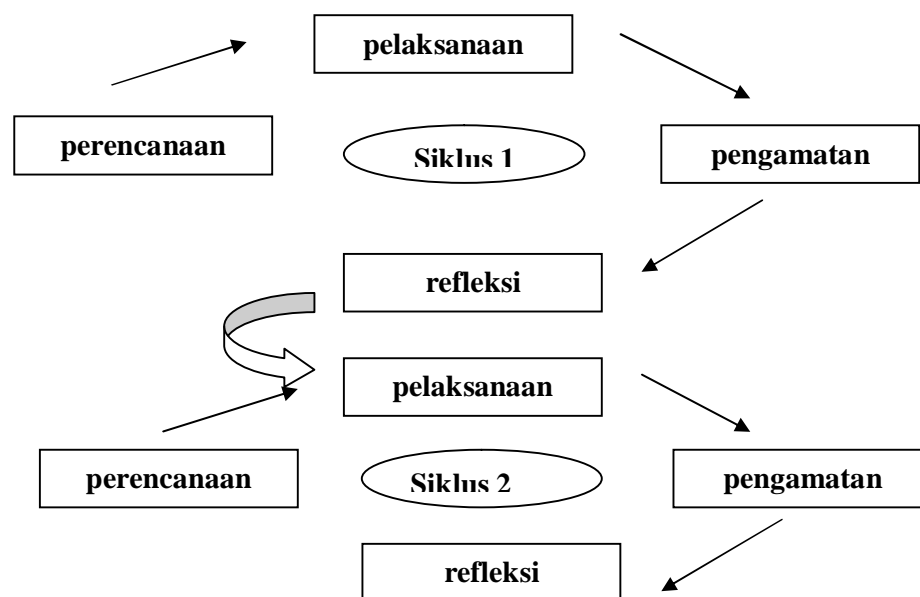 pelaksanaan
perencanaan
Siklus 1
pengamatan
refleksi
pelaksanaan
perencanaan
Siklus 2
pengamatan
refleksi